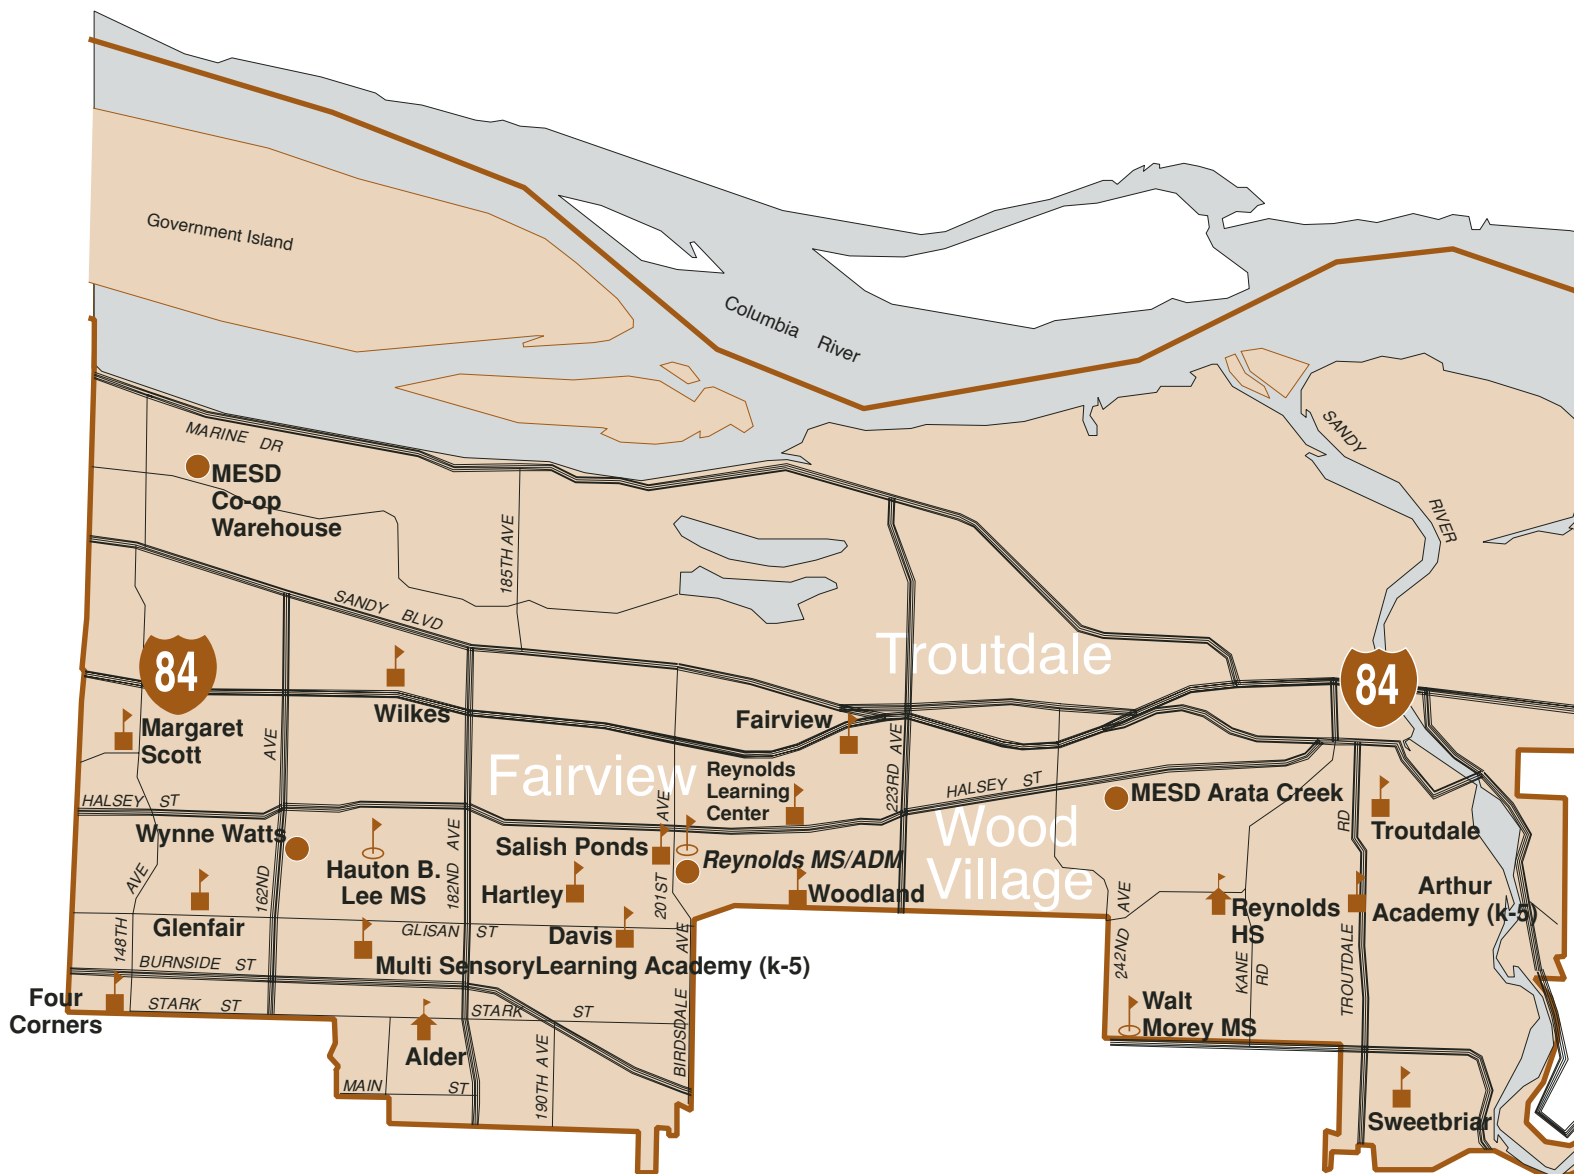 Government Island
Columbia River
SANDY
RIVER
MARINE DR
MESD
Co-op
Warehouse
185TH AVE
SANDY BLVD
Troutdale
84
84
Wilkes
Margaret
Scott
AVE
Fairview
223RD AVE
Fairview
Reynolds
Learning
Center
HALSEY ST
HALSEY ST
MESD Arata Creek
Troutdale
RD
Wood
Village
Wynne Watts
Hauton B.
Lee MS
182ND AVE
Salish Ponds
Reynolds MS/ADM
201ST AVE
Hartley
Woodland
AVE
162ND
Glenfair
148TH
GLISAN ST
Davis
BIRDSDALE AVE
242ND AVE
Reynolds
HS
KANE RD
TROUTDALE
Arthur
Academy (k-5)
BURNSIDE ST
Multi SensoryLearning Academy (k-5)
Four
Corners
STARK ST
STARK ST
Alder
190TH AVE
MAIN ST
Walt
Morey MS
Sweetbriar